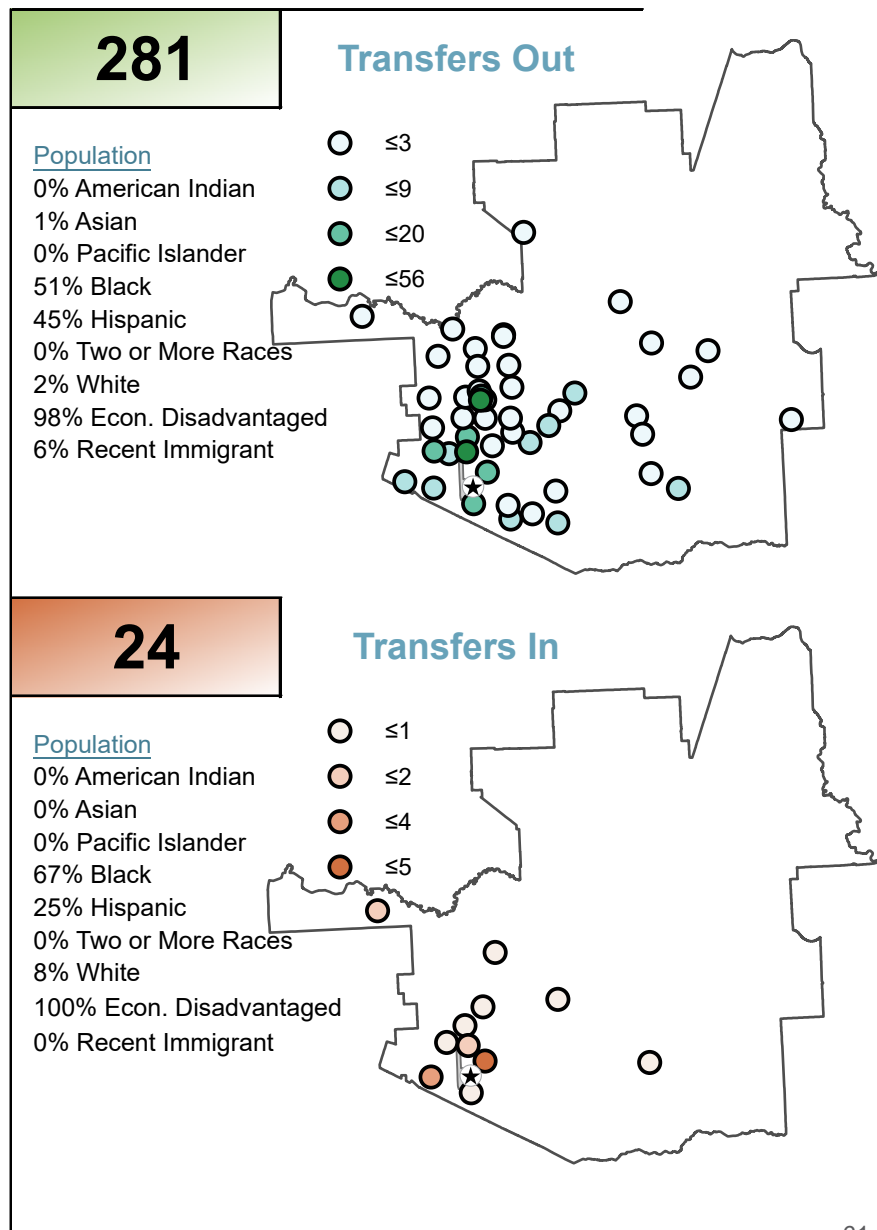 281
Transfers Out
≤3
≤9
≤20
≤56
Population
0% American Indian
1% Asian
0% Pacific Islander
51% Black
45% Hispanic
0% Two or More Races
2% White
98% Econ. Disadvantaged
6% Recent Immigrant
24
Transfers In
≤1
≤2
≤4
≤5
Population
0% American Indian
0% Asian
0% Pacific Islander
67% Black
25% Hispanic
0% Two or More Races
8% White
100% Econ. Disadvantaged
0% Recent Immigrant